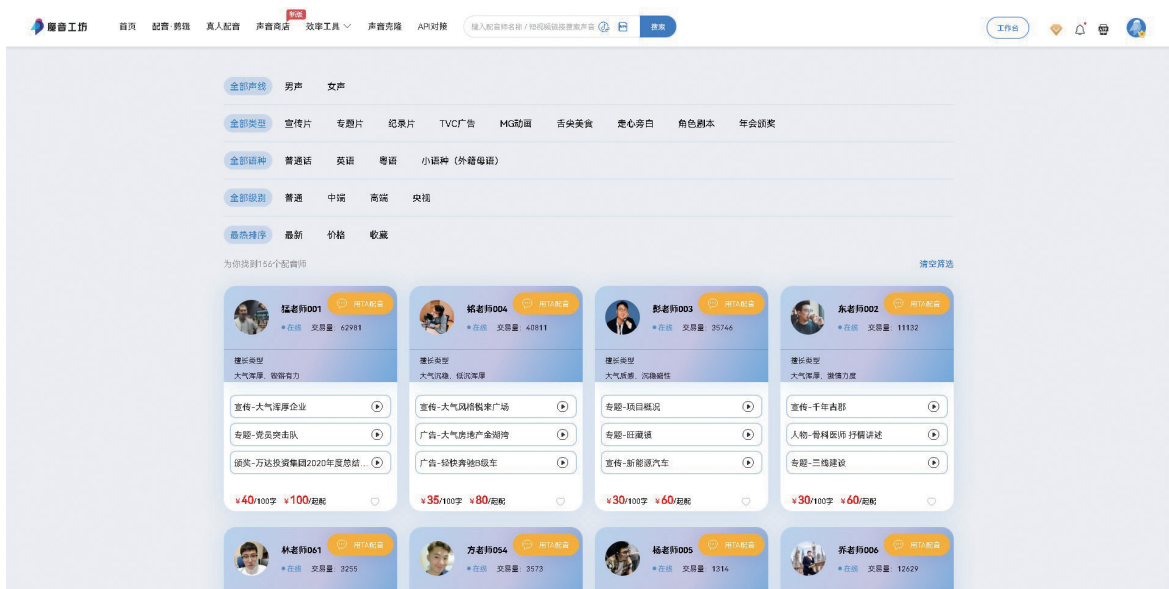 魔音工坊
首页 配音·剪辑 真人配音 声音商店 新版 效率工具 声音克隆 API对接 输入配音师名称 / 短视频链接搜索声音 搜索 工作台
全部声线 男声 女声
全部类型 宣传片 专题片 纪录片 TVC广告 MG动画 舌尖美食 走心旁白 角色剧本 年会颁奖
全部语种 普通话 英语 粤语 小语种（外籍母语）
全部级别 普通 中端 高端 央视
最热排序 最新 价格 收藏
为你找到156个配音师 清空筛选
猛老师001 用TA配音
在线 交易量: 62981
擅长类型
大气浑厚、铿锵有力
宣传-大气浑厚企业
专题-党员突击队
颁奖-万达投资集团2020年度总结...
¥40/100字 ¥100/起配
铭老师004 用TA配音
在线 交易量: 40811
擅长类型
大气沉稳、低沉浑厚
宣传-大气风格悦来广场
广告-大气房地产金湖湾
广告-轻快奔驰B级车
¥35/100字 ¥80/起配
彭老师003 用TA配音
在线 交易量: 35746
擅长类型
大气质感、沉稳磁性
专题-项目概况
专题-旺藏镇
宣传-新能源汽车
¥30/100字 ¥60/起配
东老师002 用TA配音
在线 交易量: 11132
擅长类型
大气浑厚、激情力度
宣传-千年古郡
人物-骨科医师 抒情讲述
专题-三线建设
¥30/100字 ¥60/起配
林老师061 用TA配音
在线 交易量: 3255
方老师054 用TA配音
在线 交易量: 3573
杨老师005 用TA配音
在线 交易量: 1314
乔老师006 用TA配音
在线 交易量: 12629